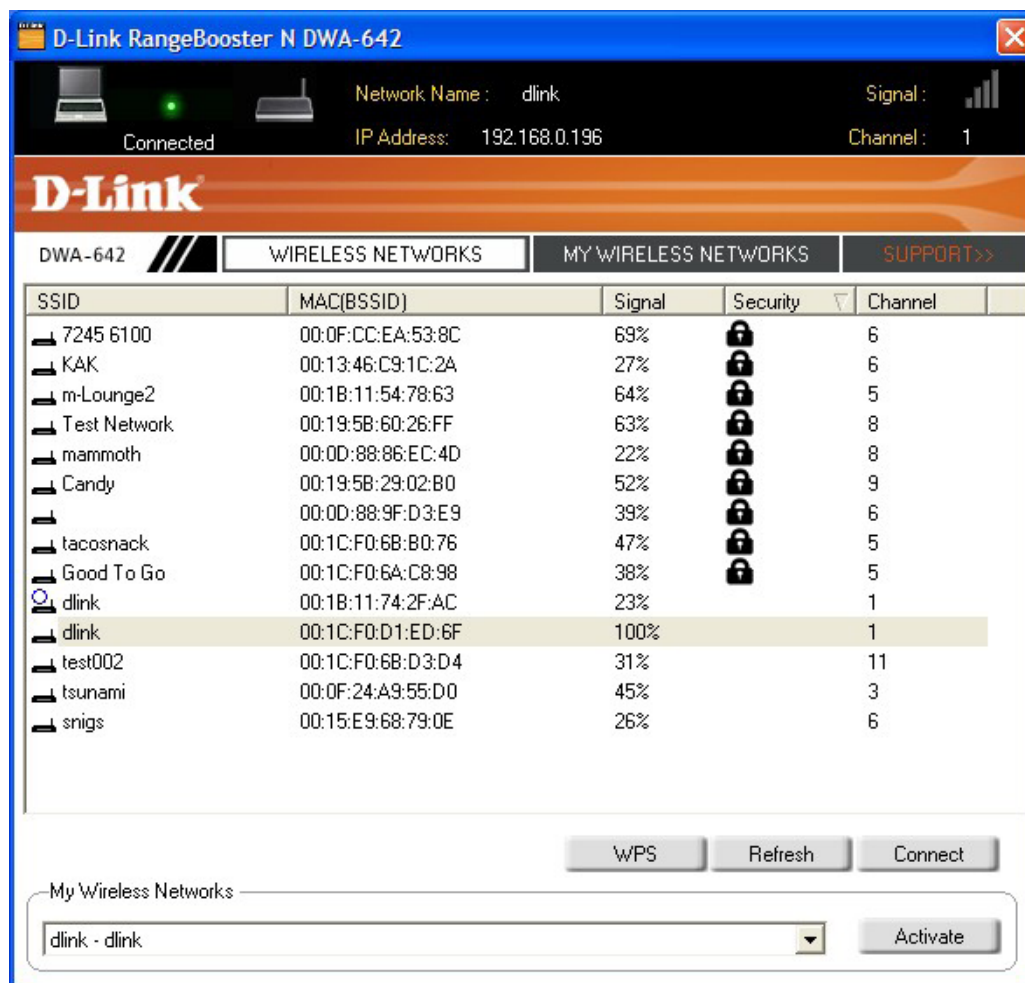 D-Link RangeBooster N DWA-642
Network Name : dlink Signal :
Connected IP Address: 192.168.0.196 Channel : 1
D-Link
DWA-642 WIRELESS NETWORKS MY WIRELESS NETWORKS SUPPORT>>
SSID MAC(BSSID) Signal Security Channel
7245 6100 00:0F:CC:EA:53:8C 69% 6
KAK 00:13:46:C9:1C:2A 27% 6
m-Lounge2 00:1B:11:54:78:63 64% 5
Test Network 00:19:5B:60:26:FF 63% 8
mammoth 00:0D:88:86:EC:4D 22% 8
Candy 00:19:5B:29:02:B0 52% 9
00:0D:88:9F:D3:E9 39% 6
tacosnack 00:1C:F0:6B:B0:76 47% 5
Good To Go 00:1C:F0:6A:C8:98 38% 5
dlink 00:1B:11:74:2F:AC 23% 1
dlink 00:1C:F0:D1:ED:6F 100% 1
test002 00:1C:F0:6B:D3:D4 31% 11
tsunami 00:0F:24:A9:55:D0 45% 3
snigs 00:15:E9:68:79:0E 26% 6
WPS Refresh Connect
My Wireless Networks
dlink - dlink Activate